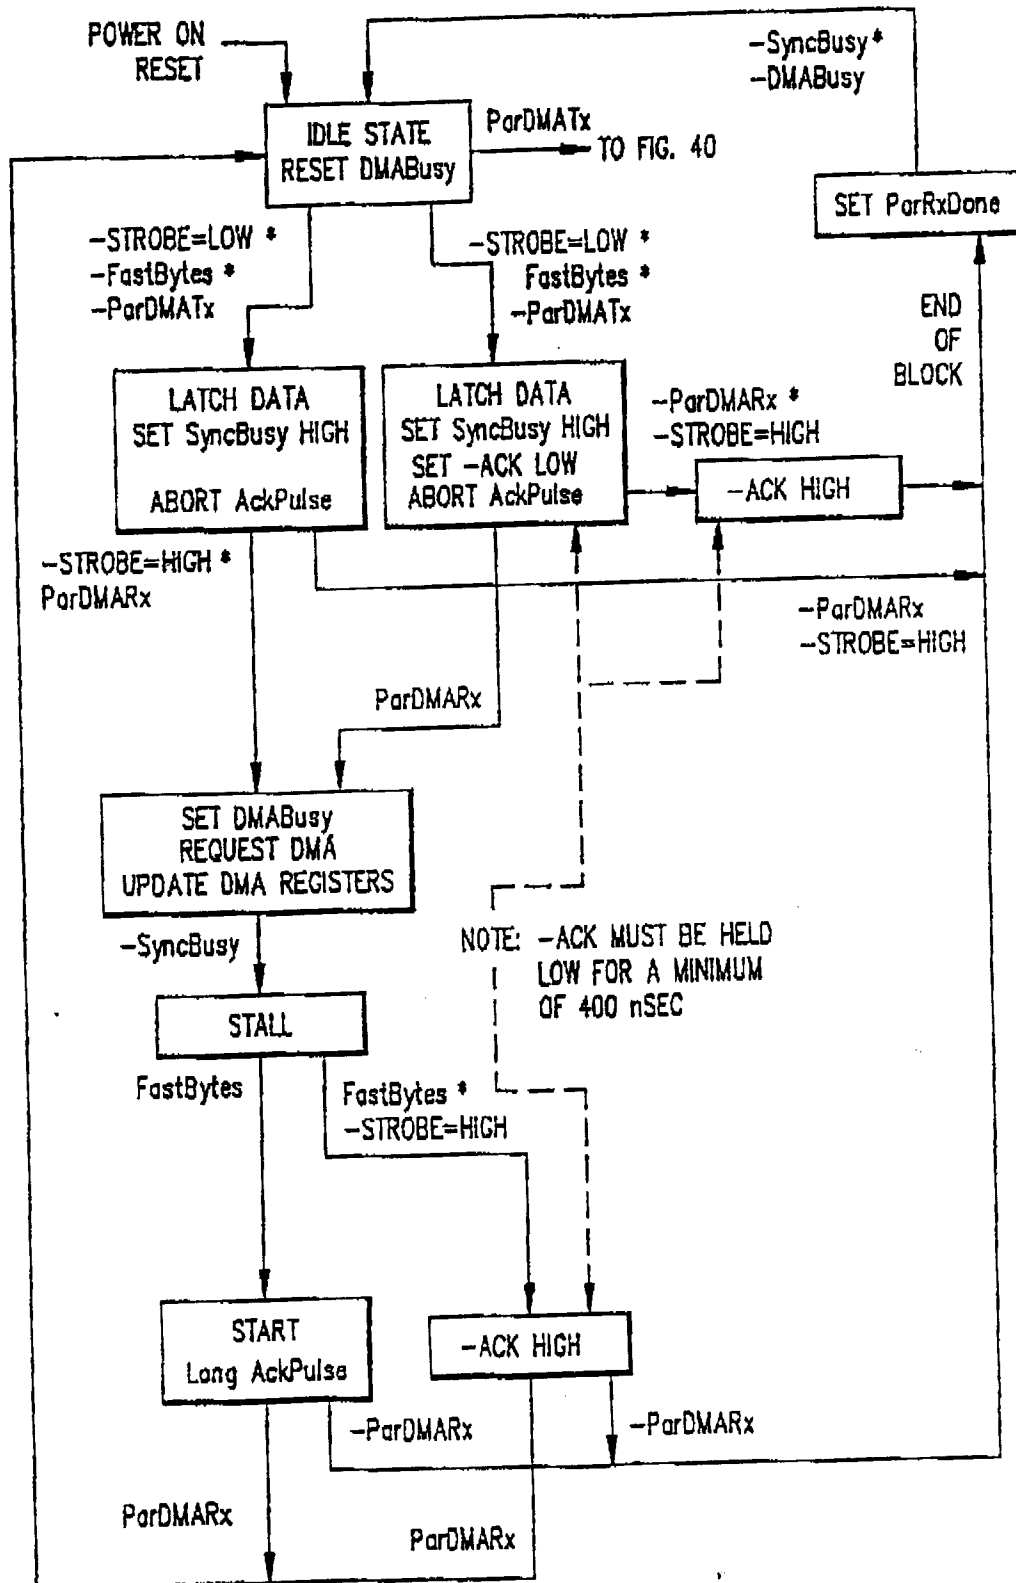 POWER ON
RESET
-SyncBusy *
-DMABusy
IDLE STATE
RESET DMABusy
ParDMATx
TO FIG. 40
SET ParRxDone
-STROBE=LOW *
-FastBytes *
-ParDMATx
-STROBE=LOW *
FastBytes *
-ParDMATx
END
OF
BLOCK
LATCH DATA
SET SyncBusy HIGH
ABORT AckPulse
LATCH DATA
SET SyncBusy HIGH
SET -ACK LOW
ABORT AckPulse
-ParDMARx *
-STROBE=HIGH
-ACK HIGH
-STROBE=HIGH *
ParDMARx
-ParDMARx
-STROBE=HIGH
ParDMARx
SET DMABusy
REQUEST DMA
UPDATE DMA REGISTERS
-SyncBusy
NOTE: -ACK MUST BE HELD
LOW FOR A MINIMUM
OF 400 nSEC
STALL
FastBytes
FastBytes *
-STROBE=HIGH
START
Long AckPulse
-ACK HIGH
-ParDMARx
-ParDMARx
ParDMARx
ParDMARx